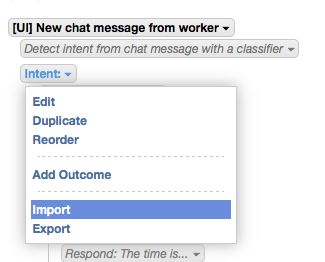 [UI] New chat message from worker
Detect intent from chat message with a classifier
Intent:
Edit
Duplicate
Reorder
Add Outcome
Import
Export
Respond: The time is...